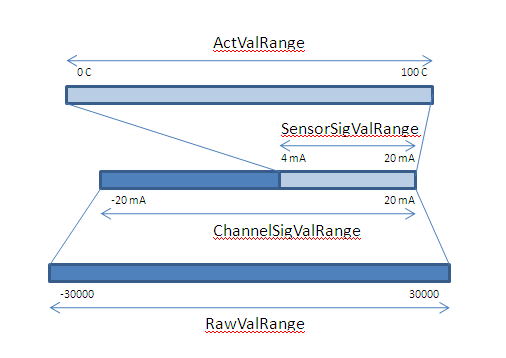 ActValRange
0 C 100 C
SensorSigValRange
4 mA 20 mA
-20 mA 20 mA
ChannelSigValRange
-30000 30000
RawValRange